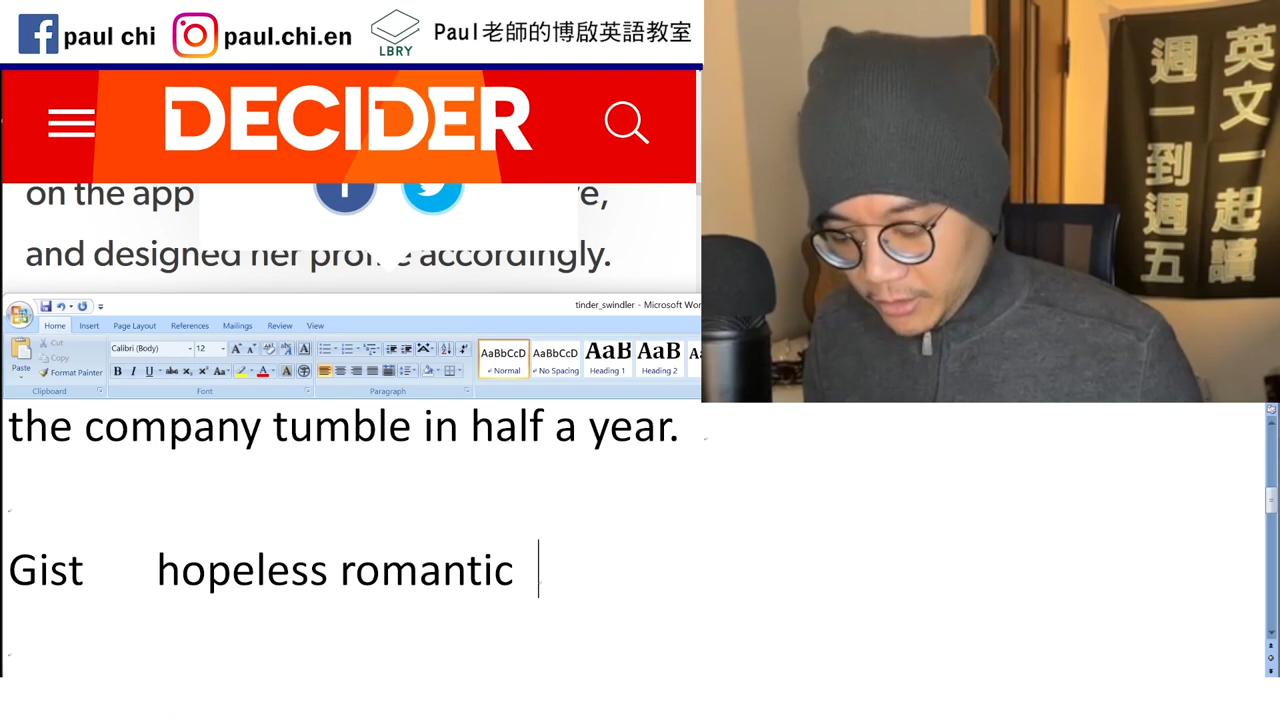 paul chi
paul.chi.en
LBRY
Paul老師的博啟英語教室
DECIDER
on the app
e,
and designed her profile accordingly.
tinder_swindler - Microsoft Wor
Home Insert Page Layout References Mailings Review View
Paste
Cut
Copy
Format Painter
Clipboard
Calibri (Body) 12
Font
Paragraph
AaBbCcD AaBbCcD AaB AaB
Normal No Spacing Heading 1 Heading 2
the company tumble in half a year.
Gist hopeless romantic
英文一起讀
週一到週五